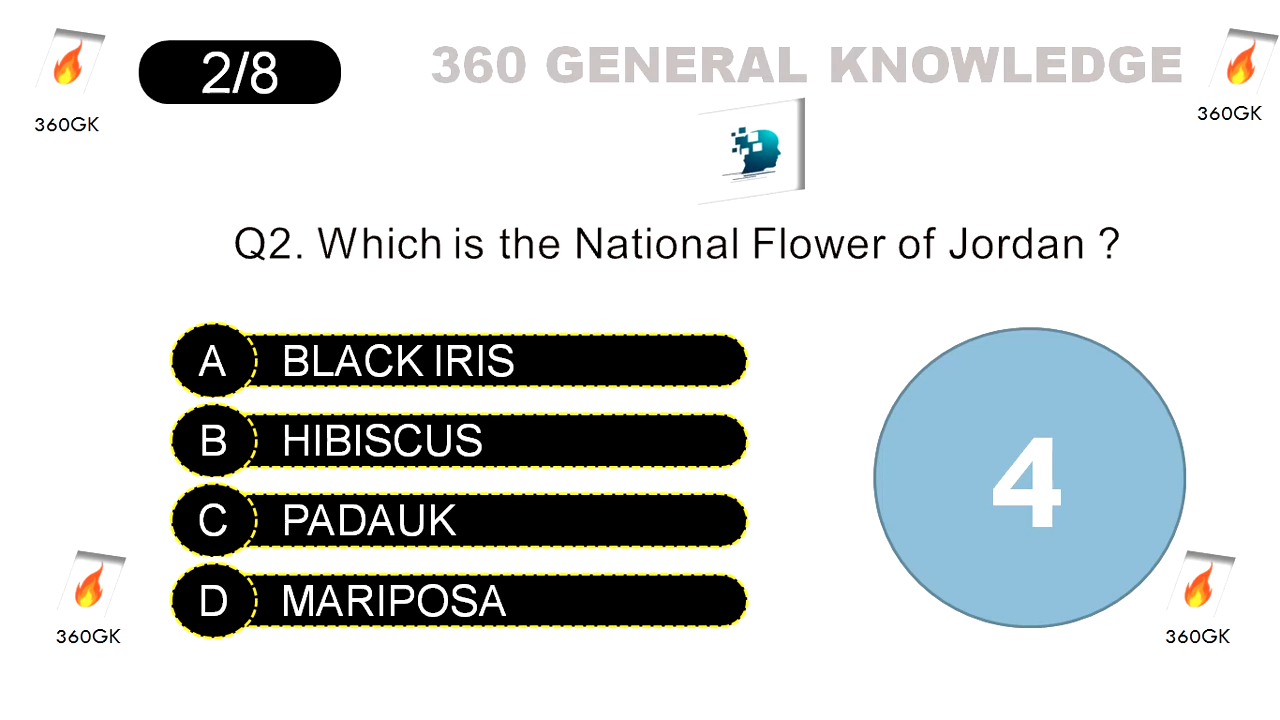 360GK
2/8
360 GENERAL KNOWLEDGE
360GK
Q2. Which is the National Flower of Jordan ?
A BLACK IRIS
B HIBISCUS
C PADAUK
D MARIPOSA
4
360GK
360GK